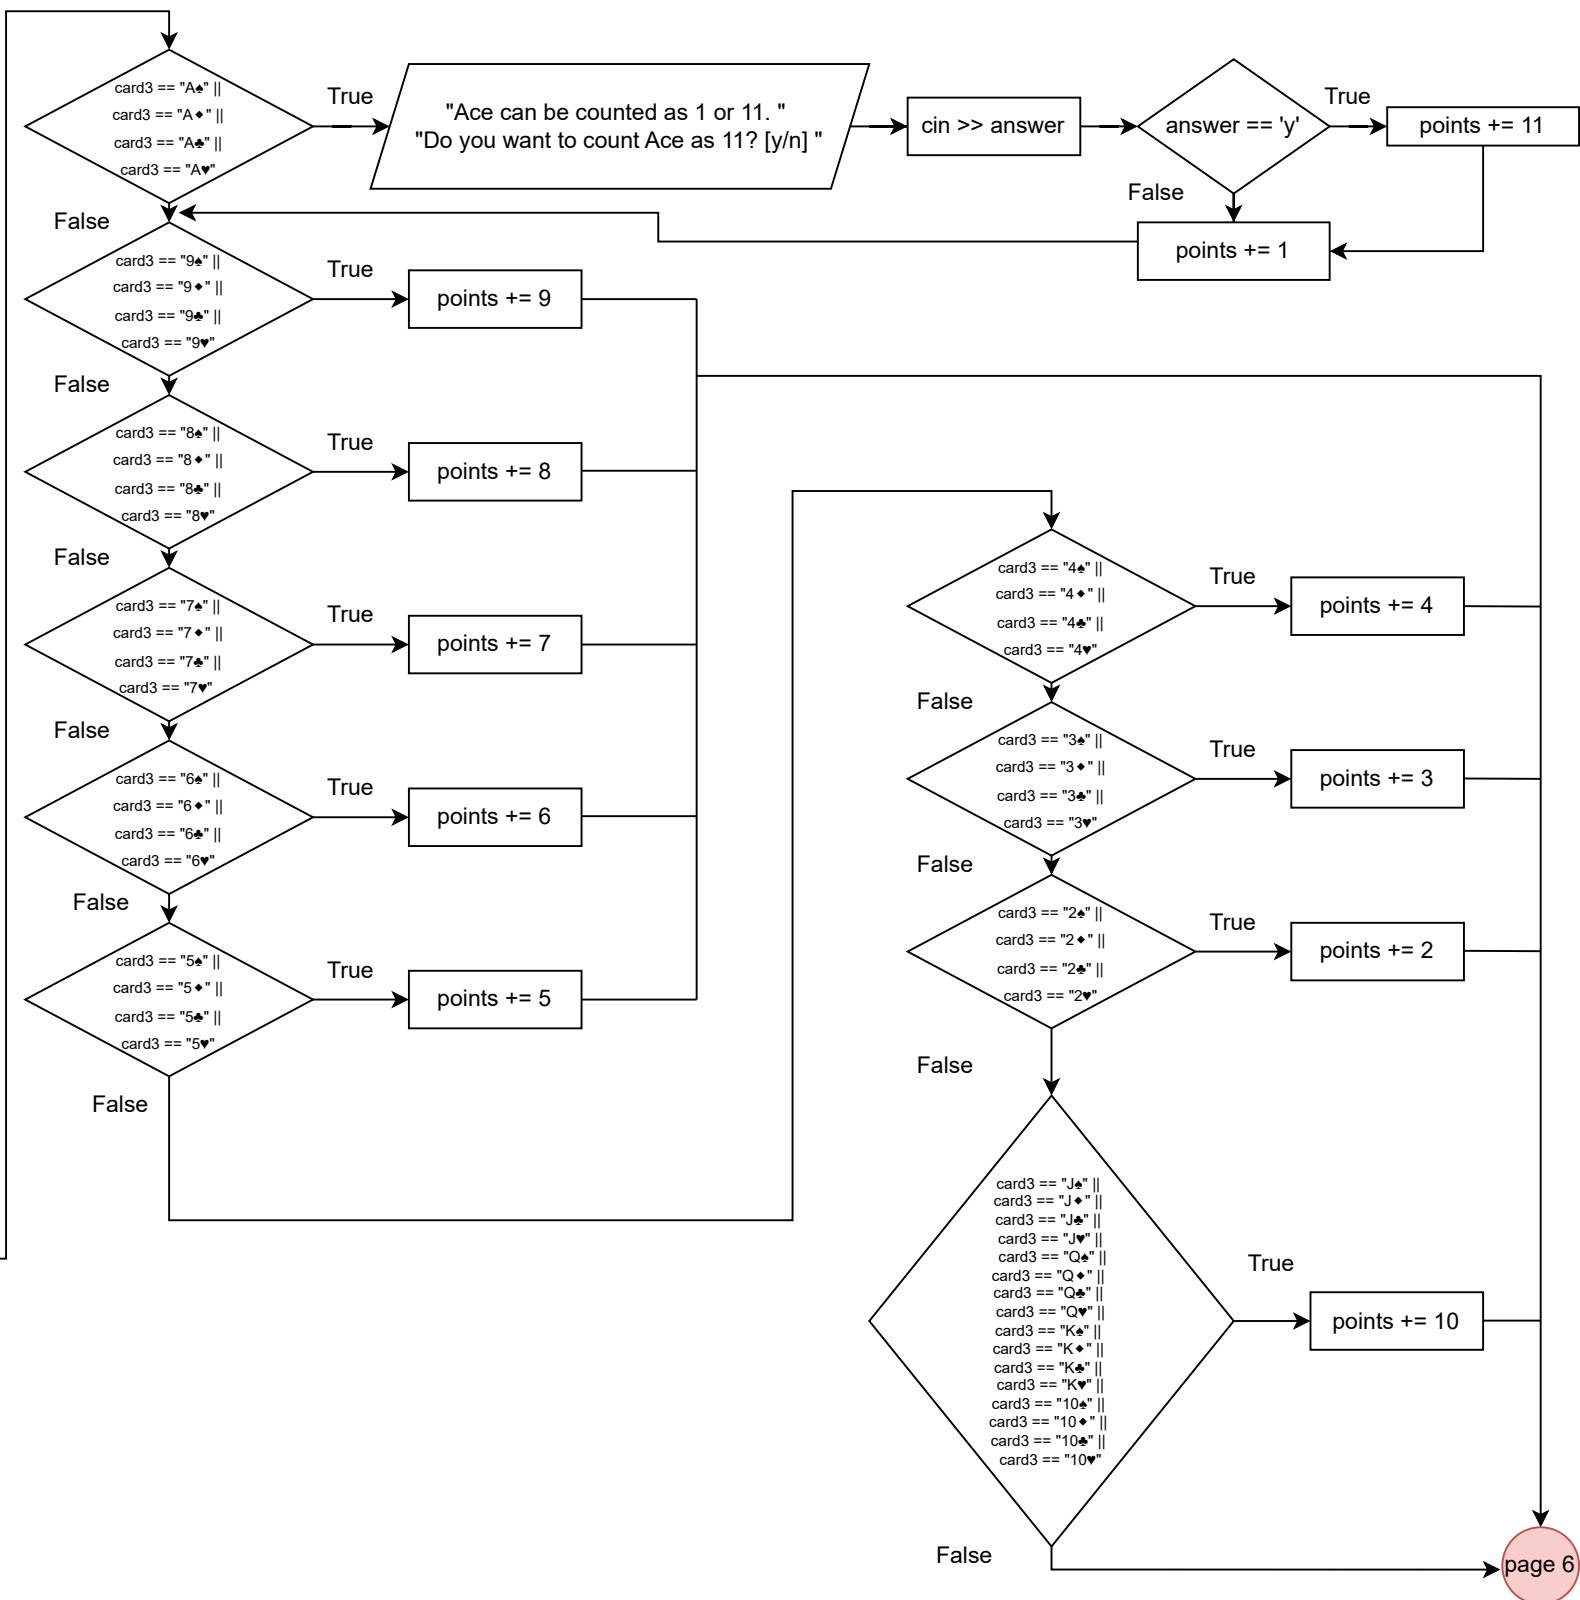 card3 == "A♠" ||
card3 == "A♦" ||
card3 == "A♣" ||
card3 == "A♥"
True
"Ace can be counted as 1 or 11. "
"Do you want to count Ace as 11? [y/n] "
cin >> answer
answer == 'y'
True
points += 11
False
points += 1
False
card3 == "9♠" ||
card3 == "9♦" ||
card3 == "9♣" ||
card3 == "9♥"
True
points += 9
False
card3 == "8♠" ||
card3 == "8♦" ||
card3 == "8♣" ||
card3 == "8♥"
True
points += 8
False
card3 == "7♠" ||
card3 == "7♦" ||
card3 == "7♣" ||
card3 == "7♥"
True
points += 7
False
card3 == "6♠" ||
card3 == "6♦" ||
card3 == "6♣" ||
card3 == "6♥"
True
points += 6
False
card3 == "5♠" ||
card3 == "5♦" ||
card3 == "5♣" ||
card3 == "5♥"
True
points += 5
False
card3 == "4♠" ||
card3 == "4♦" ||
card3 == "4♣" ||
card3 == "4♥"
True
points += 4
False
card3 == "3♠" ||
card3 == "3♦" ||
card3 == "3♣" ||
card3 == "3♥"
True
points += 3
False
card3 == "2♠" ||
card3 == "2♦" ||
card3 == "2♣" ||
card3 == "2♥"
True
points += 2
False
card3 == "J♠" ||
card3 == "J♦" ||
card3 == "J♣" ||
card3 == "J♥" ||
card3 == "Q♠" ||
card3 == "Q♦" ||
card3 == "Q♣" ||
card3 == "Q♥" ||
card3 == "K♠" ||
card3 == "K♦" ||
card3 == "K♣" ||
card3 == "K♥" ||
card3 == "10♠" ||
card3 == "10♦" ||
card3 == "10♣" ||
card3 == "10♥"
True
points += 10
False
page 6